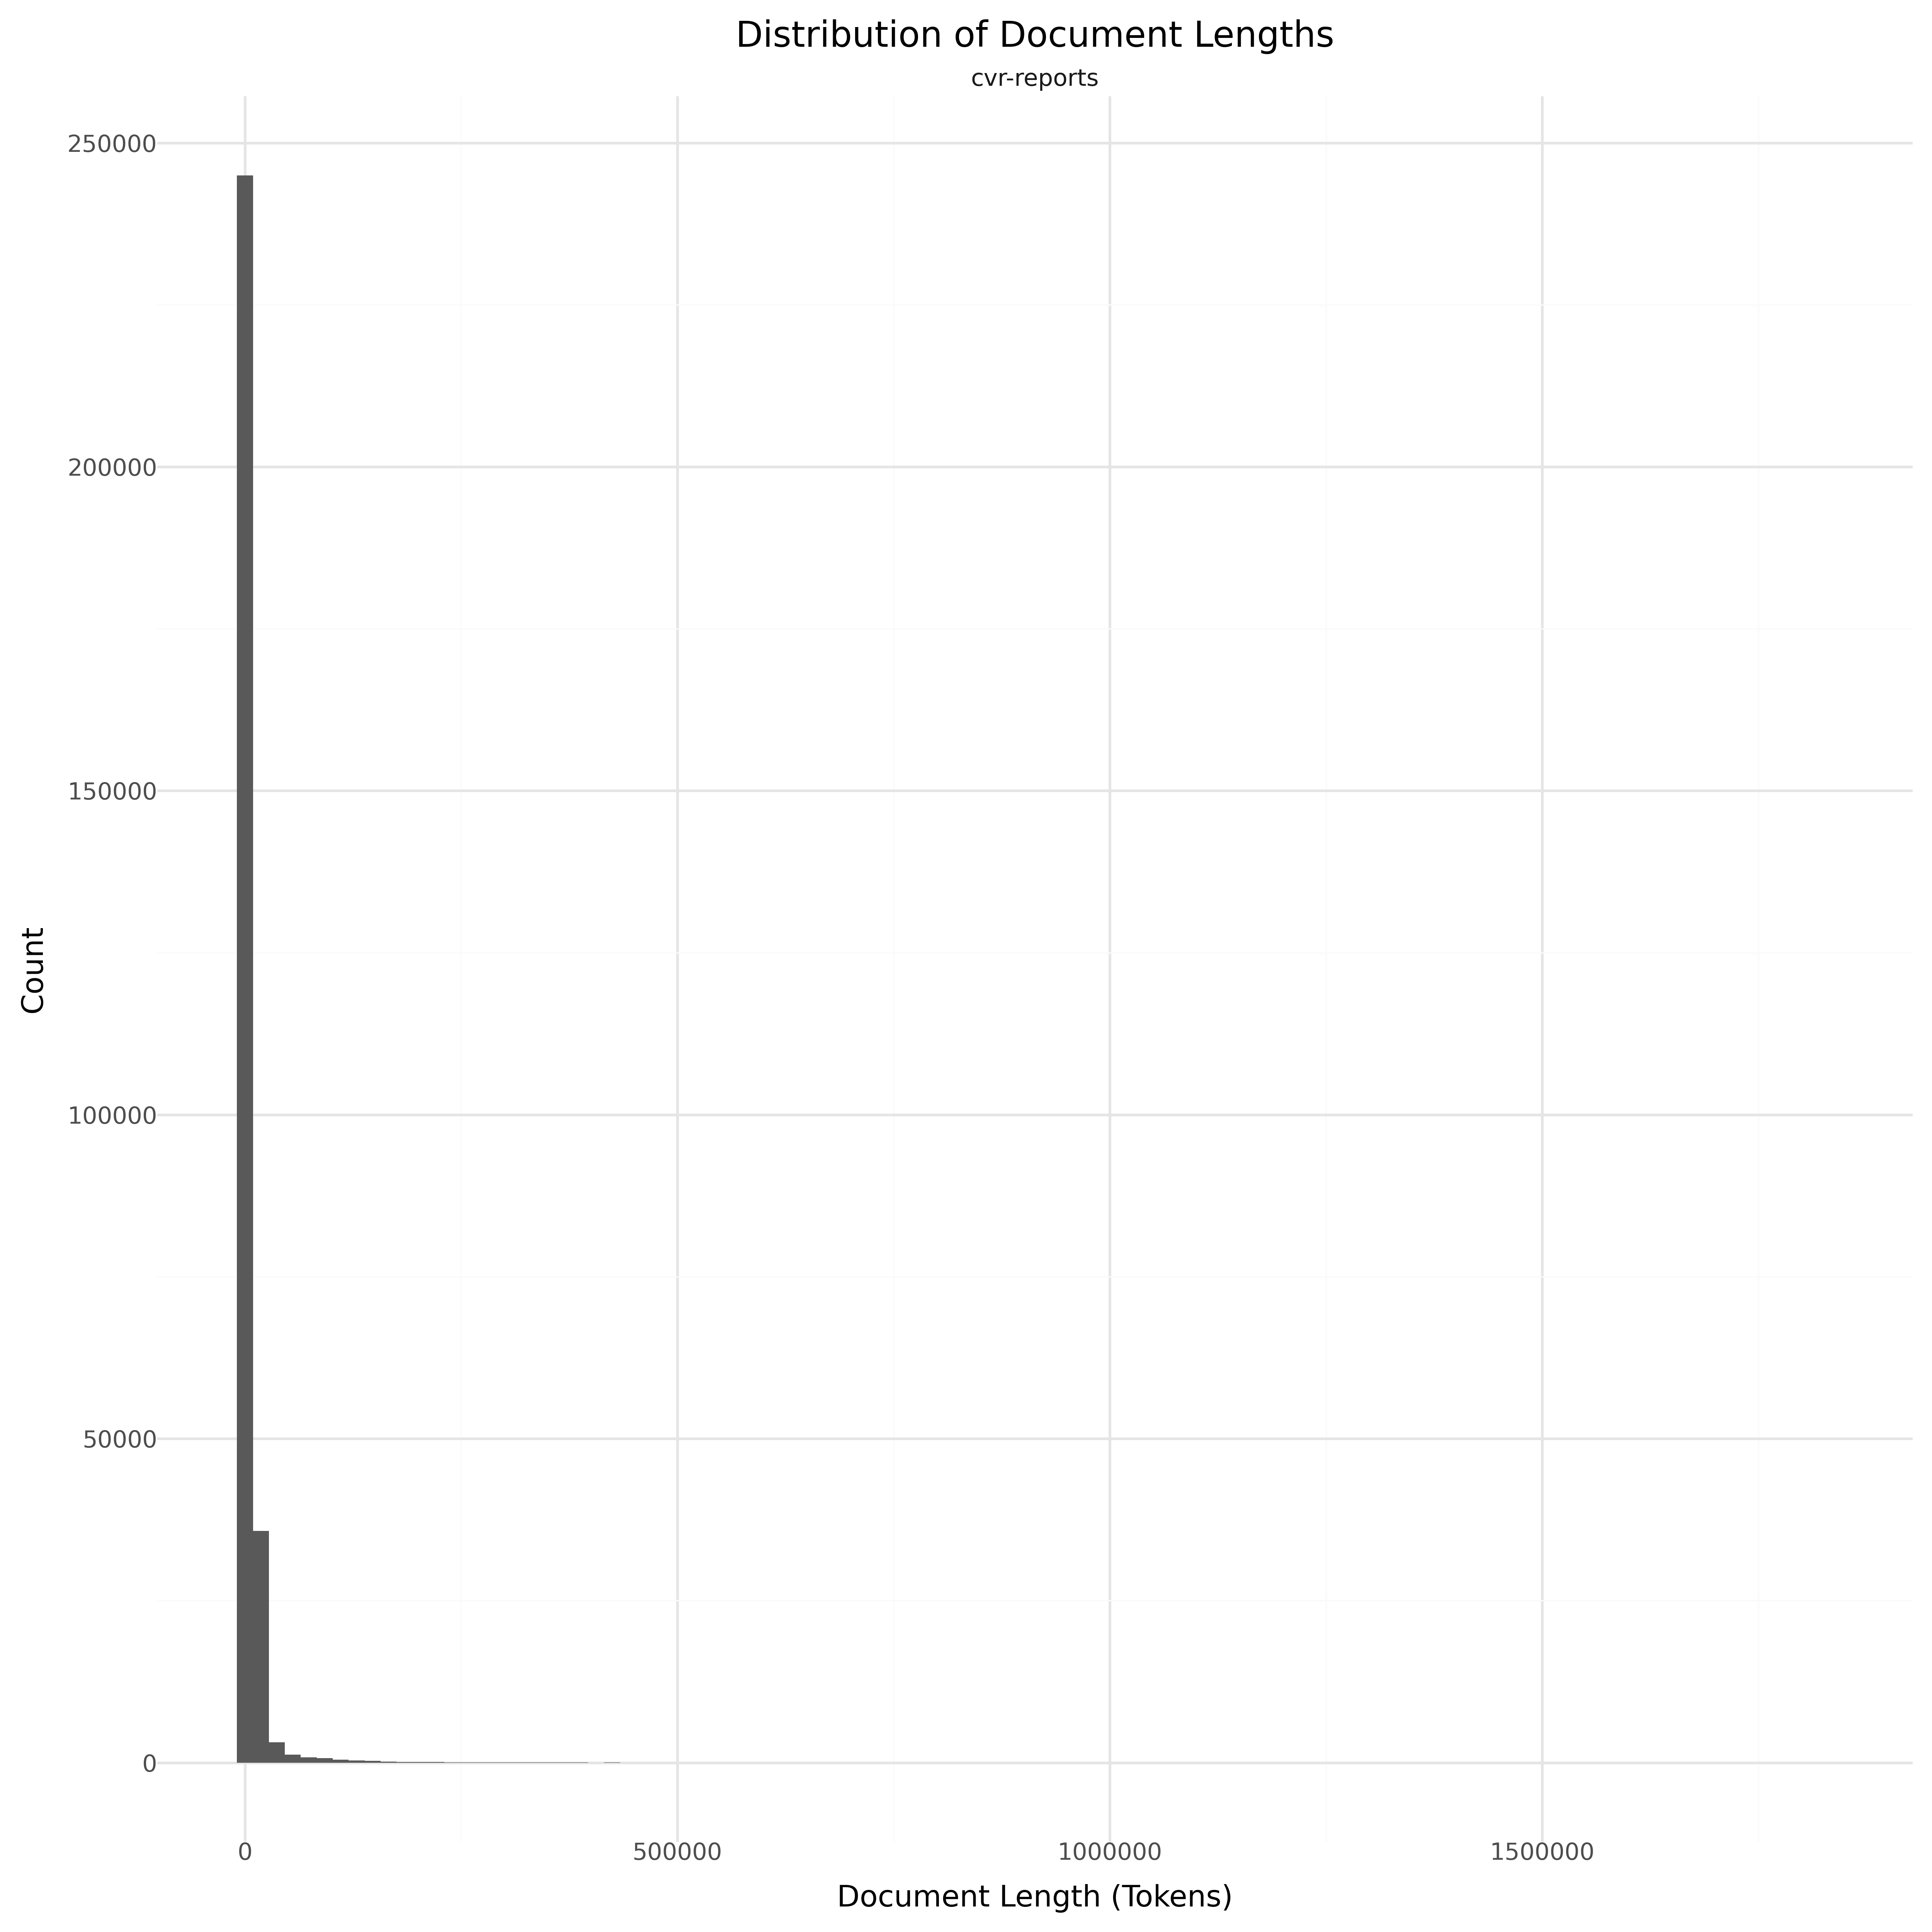 Distribution of Document Lengths
cvr-reports
250000
200000
150000
100000
50000
0
Count
0 500000 1000000 1500000
Document Length (Tokens)